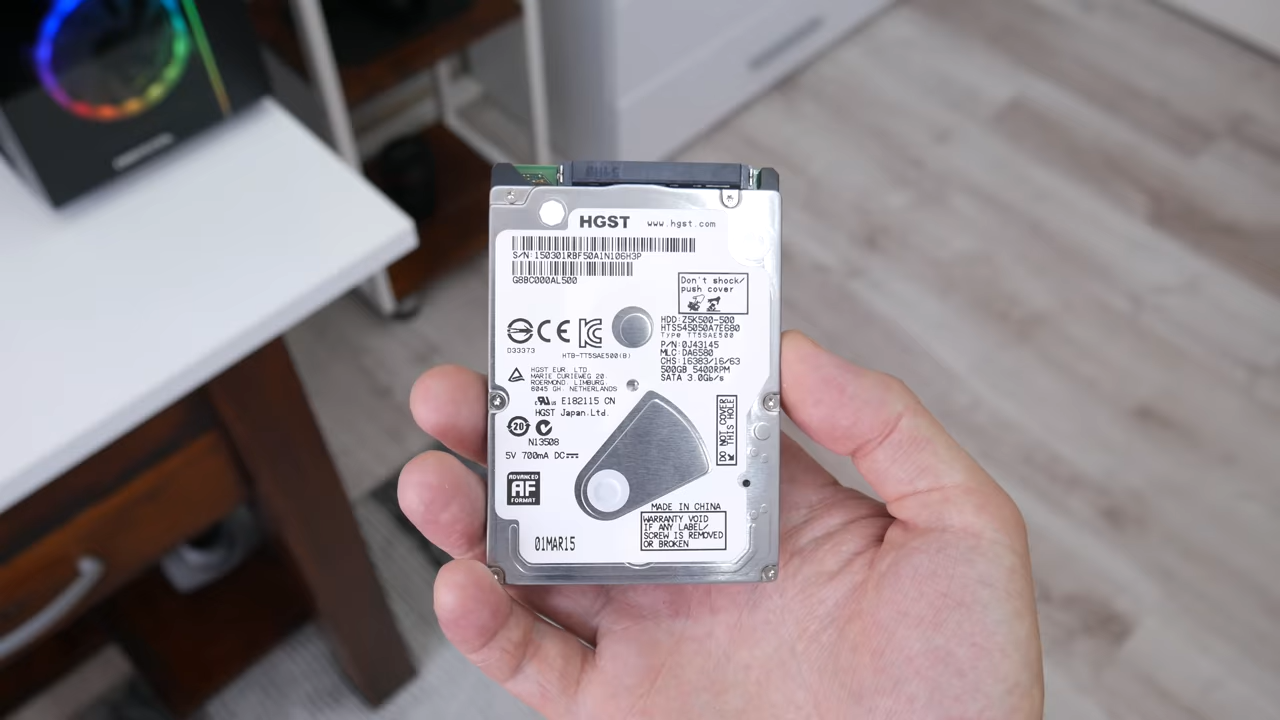 HGST www.hgst.com
S/N:150301RBF50A1N106H3P
G8BC000AL500
Don't shock/
push cover
HDD:Z5K500-500
HTS545050A7E680
Type TT5SAE500
P/N:0J43145
MLC:DA6580
CHS:16383/16/63
500GB 5400RPM
SATA 3.0Gb/s
CE
D33373
HTB-TT5SAE500(B)
HGST EUR. LTD
MARIE CURIEWEG 20
ROERMOND, LIMBURG,
6045 GH, NETHERLANDS
E182115 CN
HGST Japan,Ltd.
20
N13508
5V 700mA DC
DO NOT COVER
THIS HOLE
ADVANCED
AF
FORMAT
MADE IN CHINA
WARRANTY VOID
IF ANY LABEL/
SCREW IS REMOVED
OR BROKEN
01MAR15